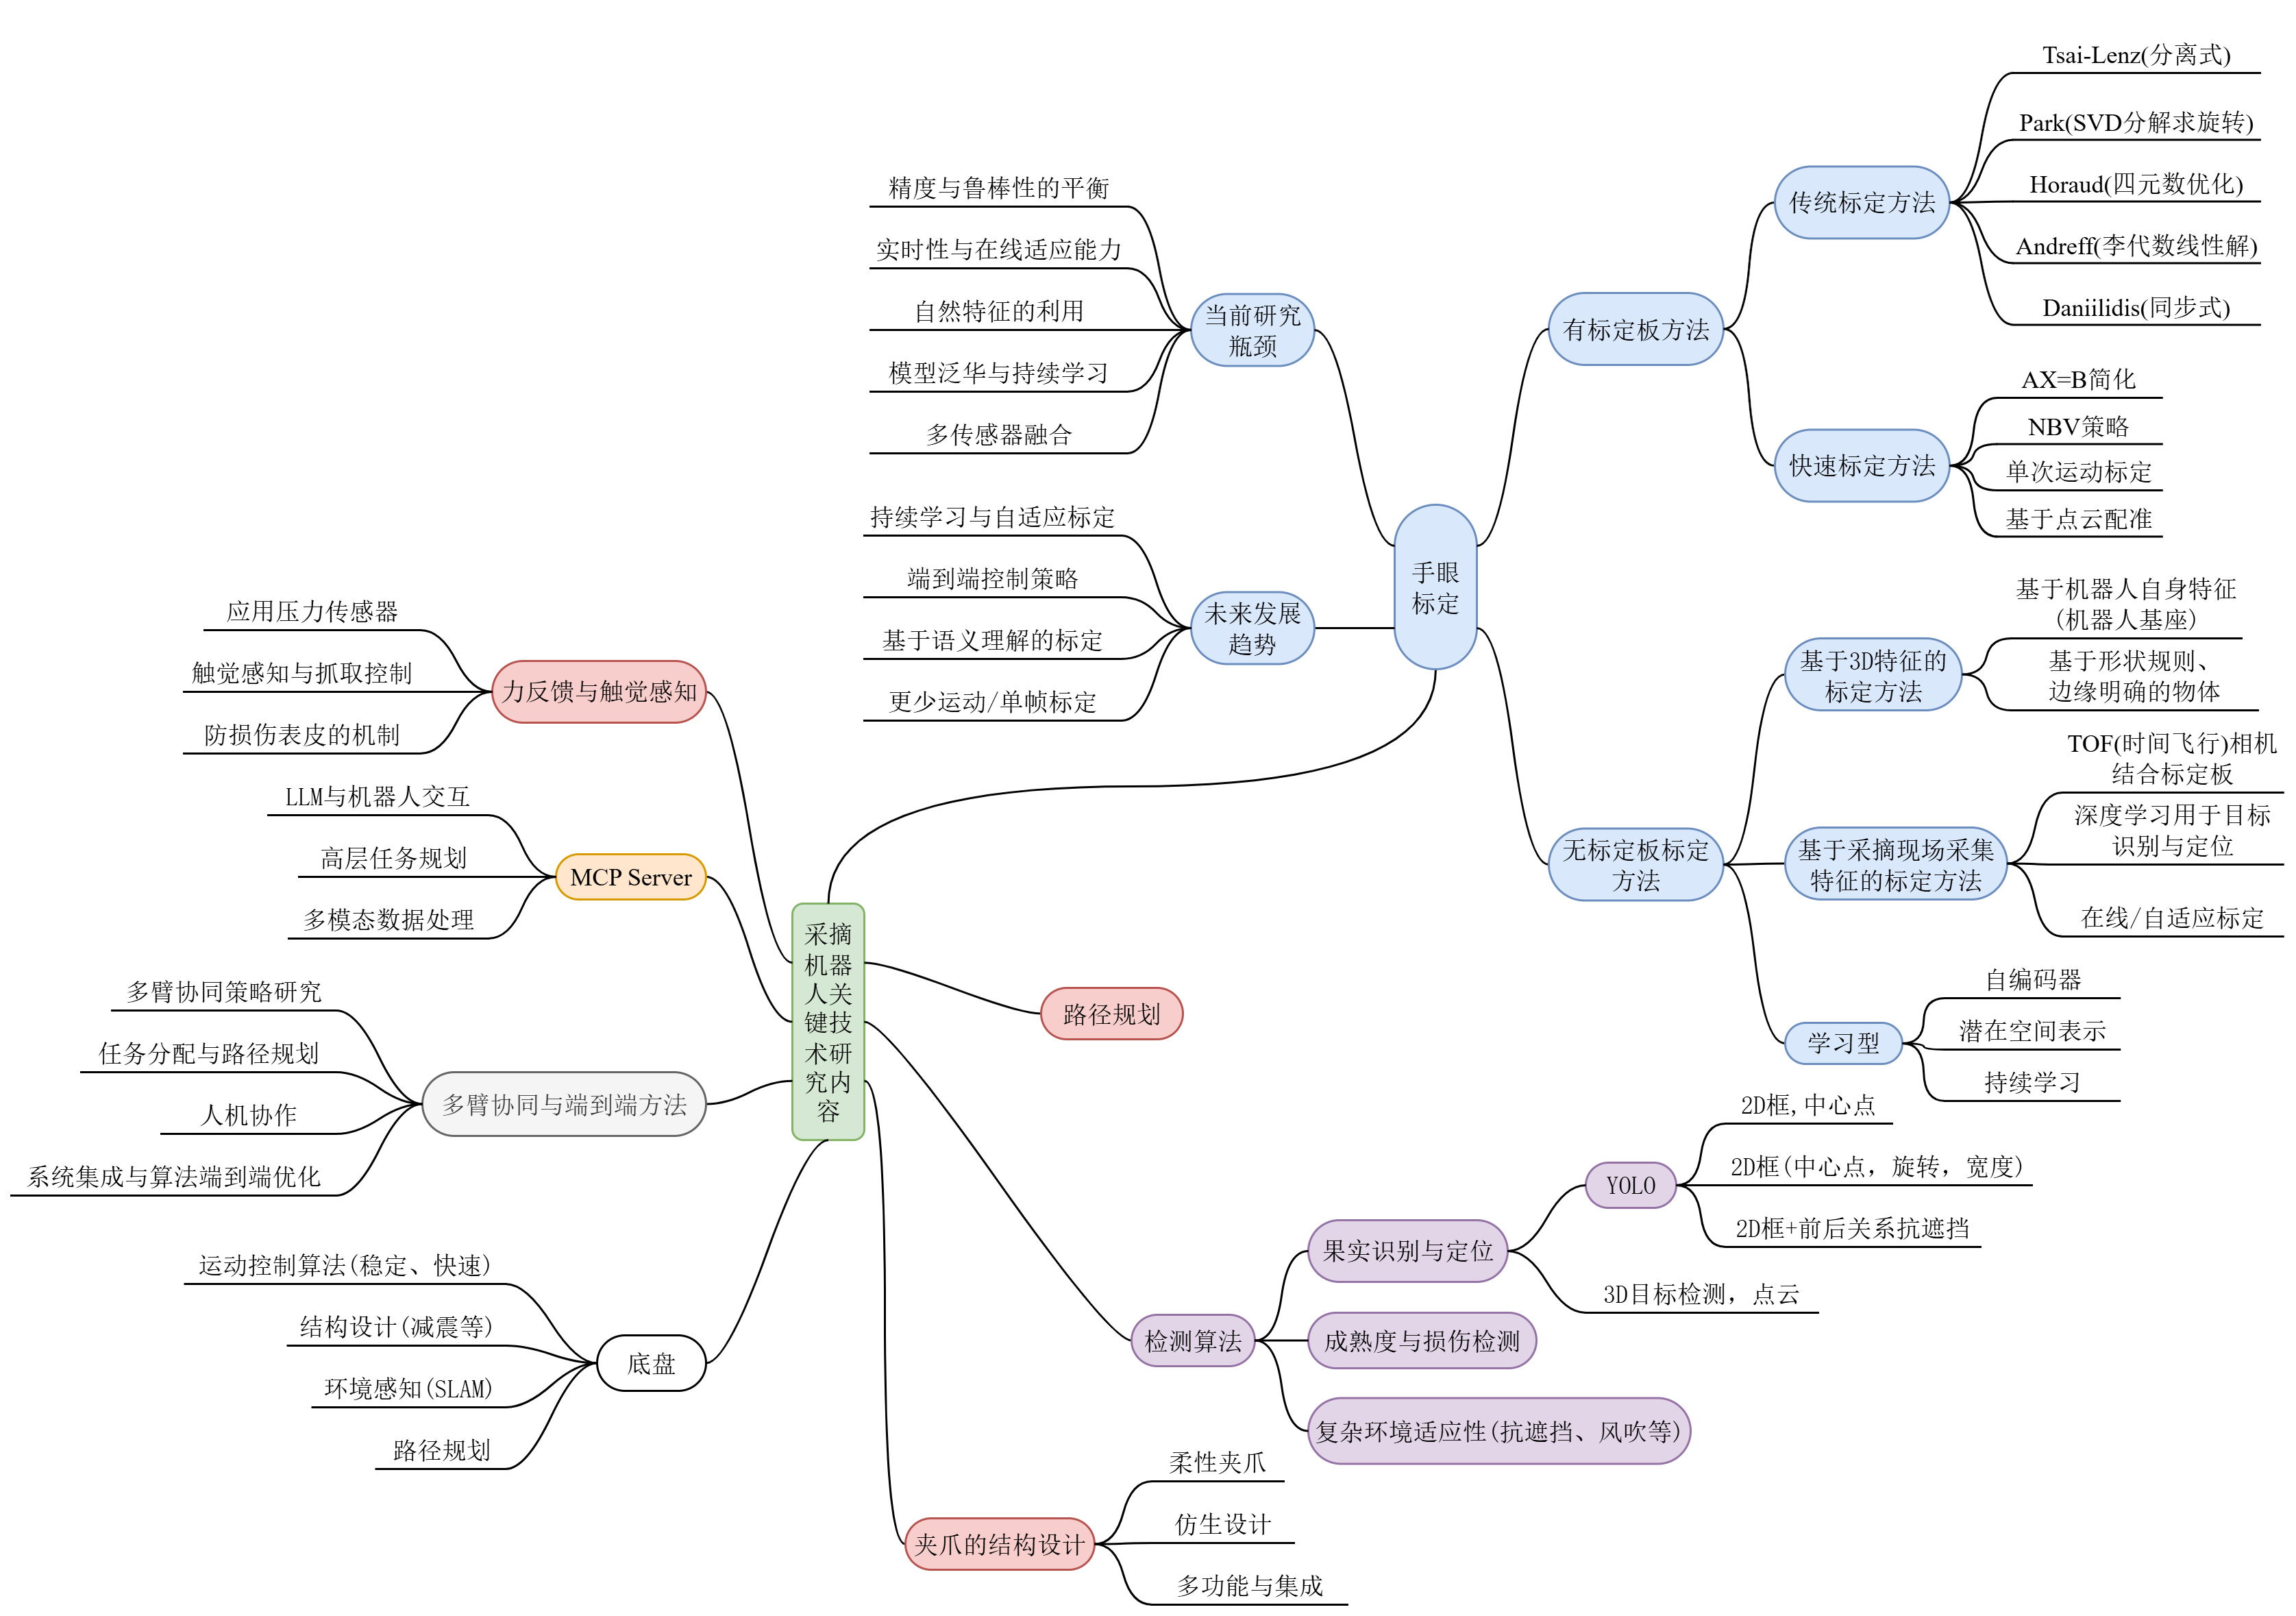 采摘
机器
人关
键技
术研
究内
容
手眼
标定
有标定板方法
传统标定方法
Tsai-Lenz(分离式)
Park(SVD分解求旋转)
Horaud(四元数优化)
Andreff(李代数线性解)
Daniilidis(同步式)
快速标定方法
AX=B简化
NBV策略
单次运动标定
基于点云配准
无标定板标定
方法
基于3D特征的
标定方法
基于机器人自身特征
(机器人基座)
基于形状规则、
边缘明确的物体
基于采摘现场采集
特征的标定方法
TOF(时间飞行)相机
结合标定板
深度学习用于目标
识别与定位
在线/自适应标定
学习型
自编码器
潜在空间表示
持续学习
当前研究
瓶颈
精度与鲁棒性的平衡
实时性与在线适应能力
自然特征的利用
模型泛华与持续学习
多传感器融合
未来发展
趋势
持续学习与自适应标定
端到端控制策略
基于语义理解的标定
更少运动/单帧标定
路径规划
检测算法
果实识别与定位
YOLO
2D框,中心点
2D框(中心点，旋转，宽度)
2D框+前后关系抗遮挡
3D目标检测，点云
成熟度与损伤检测
复杂环境适应性(抗遮挡、风吹等)
夹爪的结构设计
柔性夹爪
仿生设计
多功能与集成
力反馈与触觉感知
应用压力传感器
触觉感知与抓取控制
防损伤表皮的机制
MCP Server
LLM与机器人交互
高层任务规划
多模态数据处理
多臂协同与端到端方法
多臂协同策略研究
任务分配与路径规划
人机协作
系统集成与算法端到端优化
底盘
运动控制算法(稳定、快速)
结构设计(减震等)
环境感知(SLAM)
路径规划